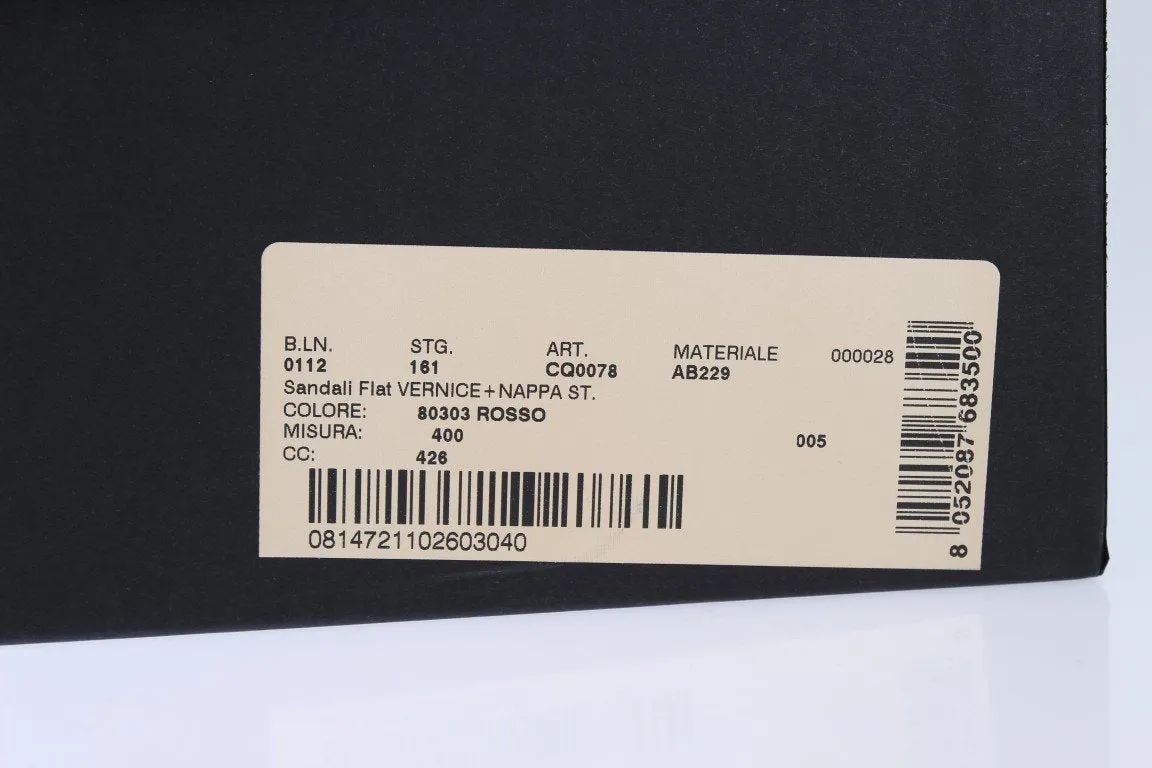 B.LN. STG. ART. MATERIALE 000028
0112 161 CQ0078 AB229
Sandali Flat VERNICE+NAPPA ST.
COLORE: 80303 ROSSO
MISURA: 400 005
CC: 426
0814721102603040
8 052087 683500